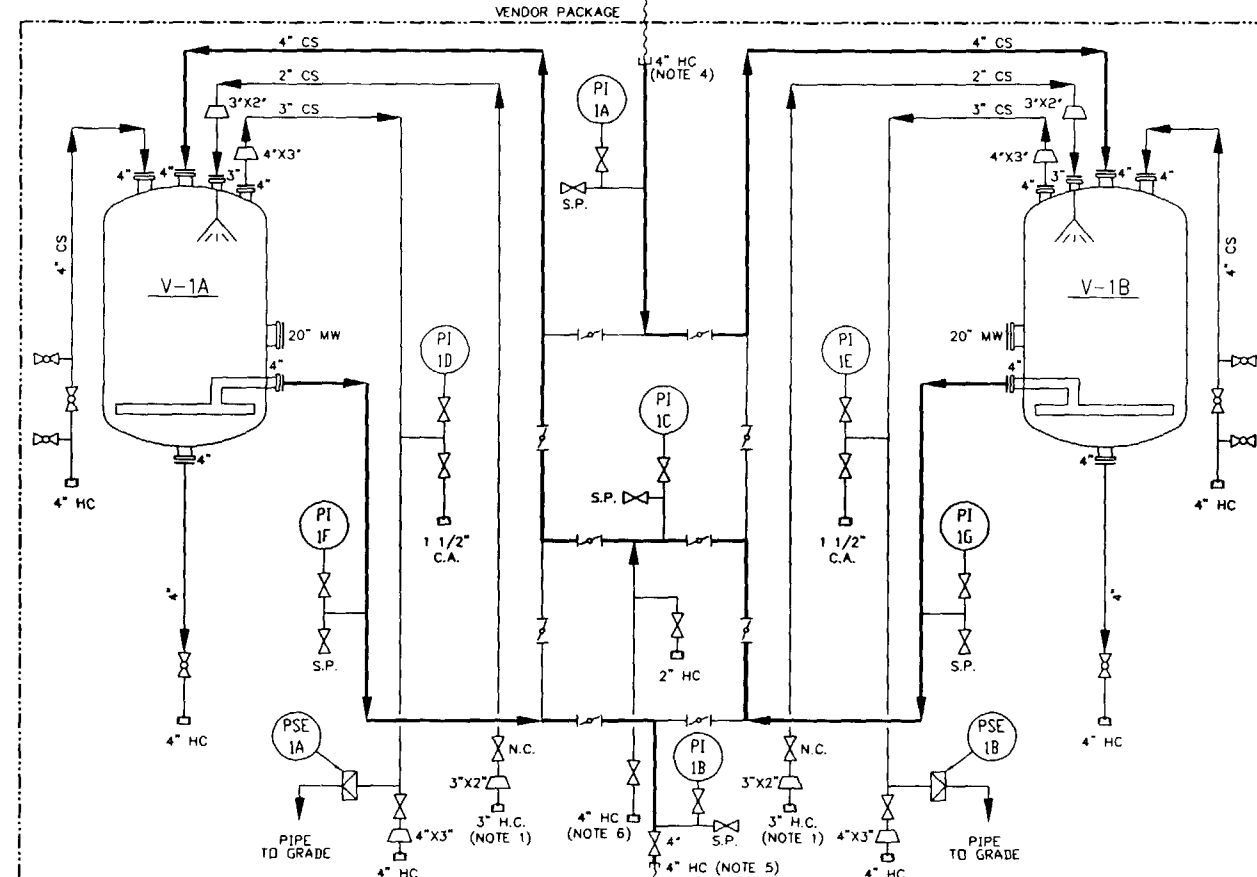 VENDOR PACKAGE
4" CS
4" CS
4" HC
(NOTE 4)
2" CS
2" CS
PI
1A
3"X2"
3"X2"
3" CS
3" CS
4"X3"
4"X3"
4"
4"
3"
4"
4"
3"
4"
4"
S.P.
4" CS
4" CS
V-1A
V-1B
20" MW
20" MW
PI
1D
PI
1E
4"
4"
PI
1C
4"
4"
4" HC
4" HC
S.P.
PI
1F
PI
1G
1 1/2"
C.A.
1 1/2"
C.A.
4"
4"
S.P.
S.P.
2" HC
4" HC
4" HC
PSE
1A
PSE
1B
N.C.
N.C.
PI
1B
3"X2"
3"X2"
3" H.C.
(NOTE 1)
4" HC
(NOTE 6)
3" H.C.
(NOTE 1)
4"
S.P.
PIPE
TO GRADE
PIPE
TO GRADE
4"X3"
4"X3"
4" HC
4" HC (NOTE 5)
4" HC